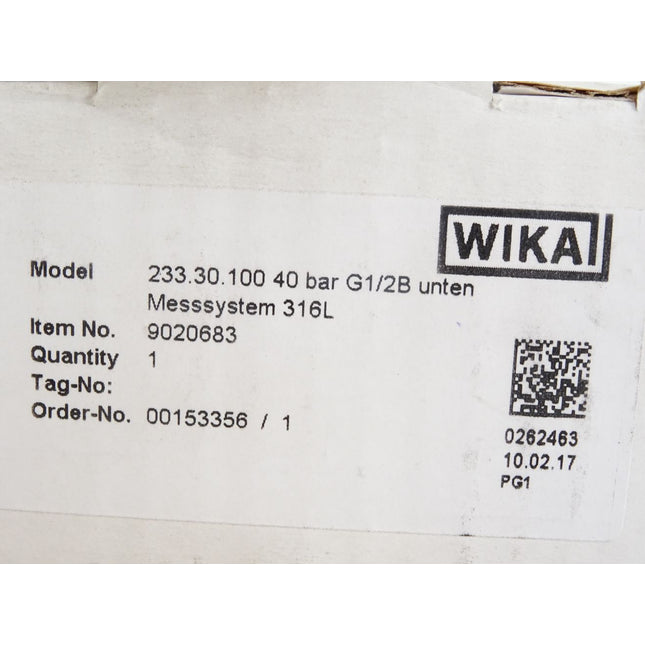 WIKA
Model 233.30.100 40 bar G1/2B unten
Messsystem 316L
Item No. 9020683
Quantity 1
Tag-No:
Order-No. 00153356 / 1
0262463
10.02.17
PG1